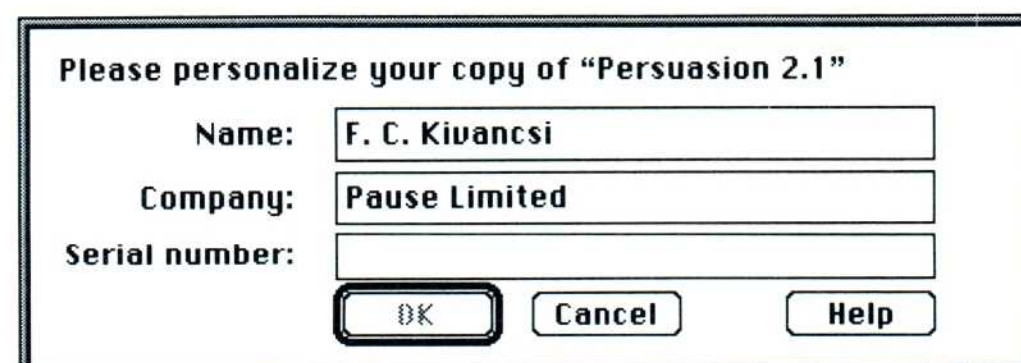 Please personalize your copy of “Persuasion 2.1”
Name: F. C. Kivancsi
Company: Pause Limited
Serial number:
OK Cancel Help